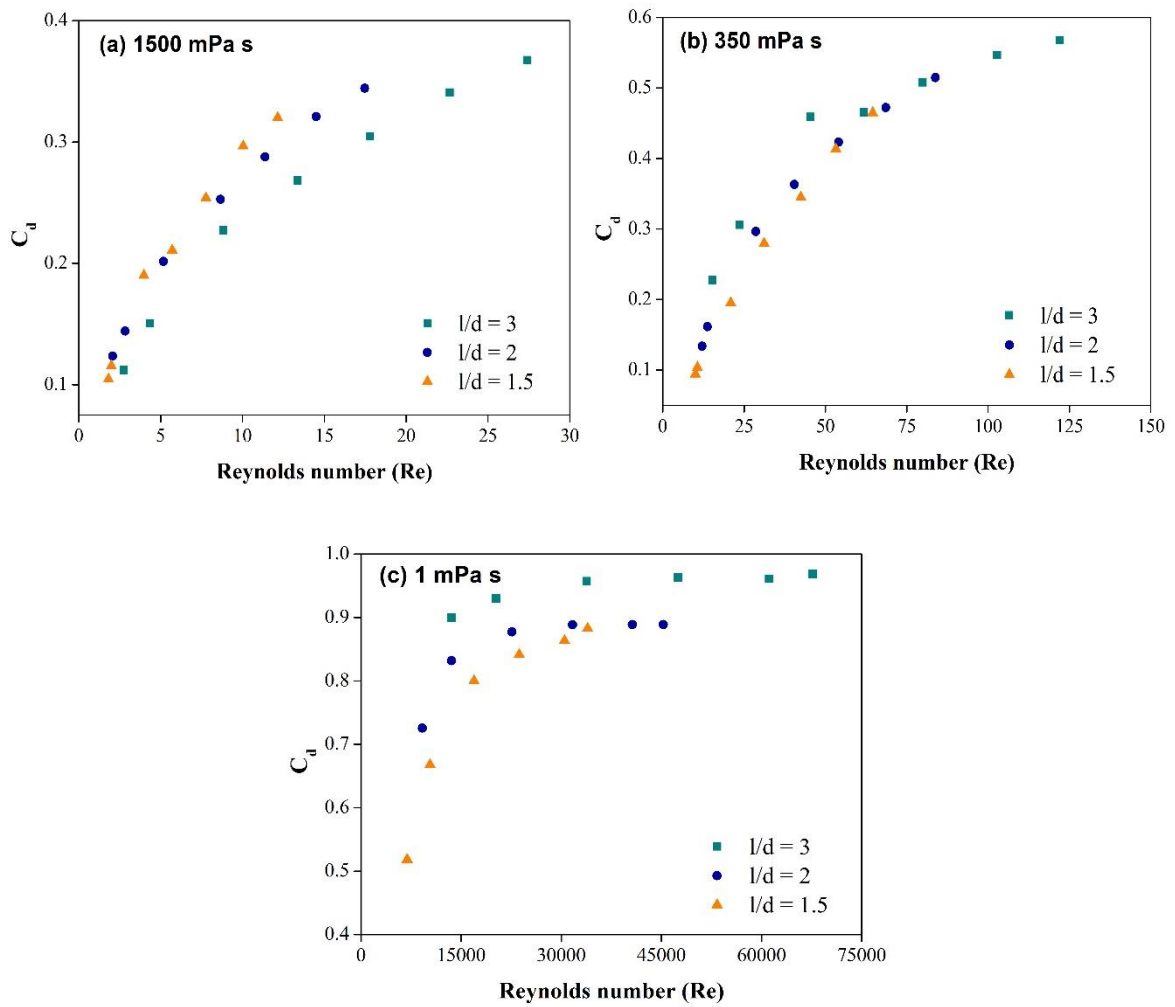 (a) 1500 mPa s
0.4
0.3
0.2
0.1
C_d
l/d = 3
l/d = 2
l/d = 1.5
0 5 10 15 20 25 30
Reynolds number (Re)
(b) 350 mPa s
0.6
0.5
0.4
0.3
0.2
0.1
C_d
l/d = 3
l/d = 2
l/d = 1.5
0 25 50 75 100 125 150
Reynolds number (Re)
(c) 1 mPa s
1.0
0.9
0.8
0.7
0.6
0.5
0.4
C_d
l/d = 3
l/d = 2
l/d = 1.5
0 15000 30000 45000 60000 75000
Reynolds number (Re)